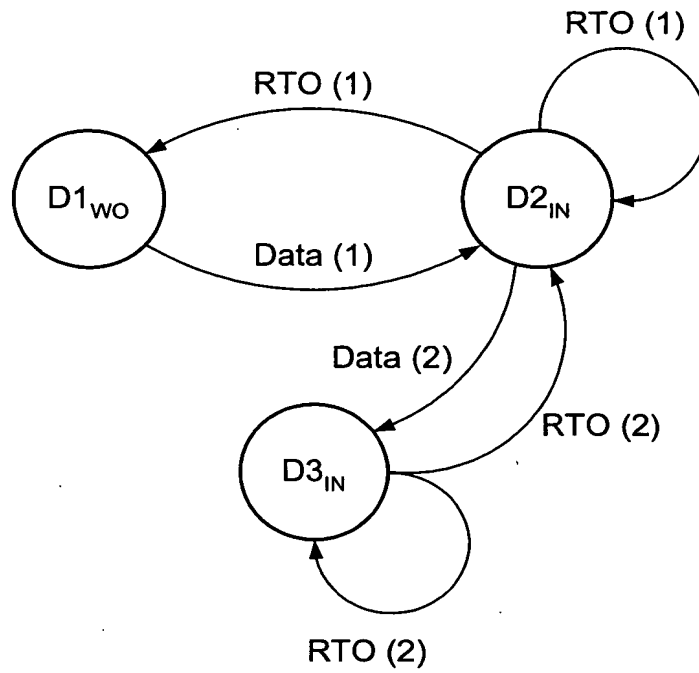 RTO (1)
RTO (1)
D1WO
D2IN
Data (1)
Data (2)
RTO (2)
D3IN
RTO (2)